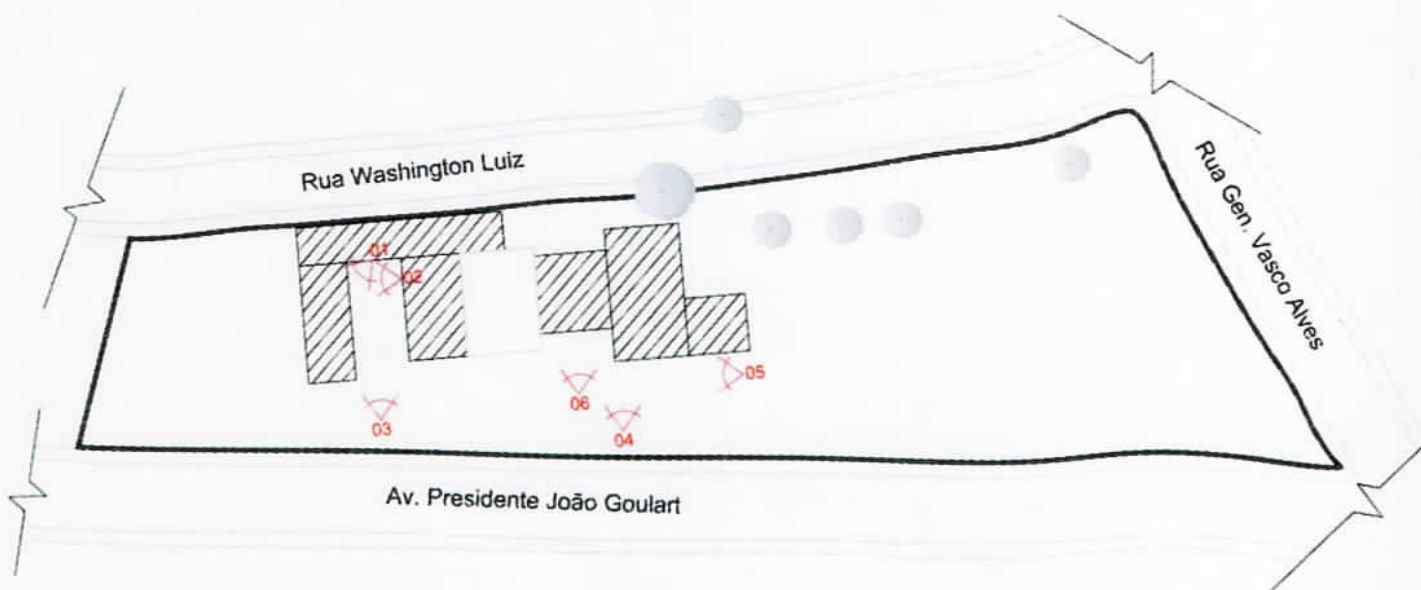 Rua Washington Luiz
Rua Gen. Vasco Alves
01
02
05
06
03
04
Av. Presidente João Goulart